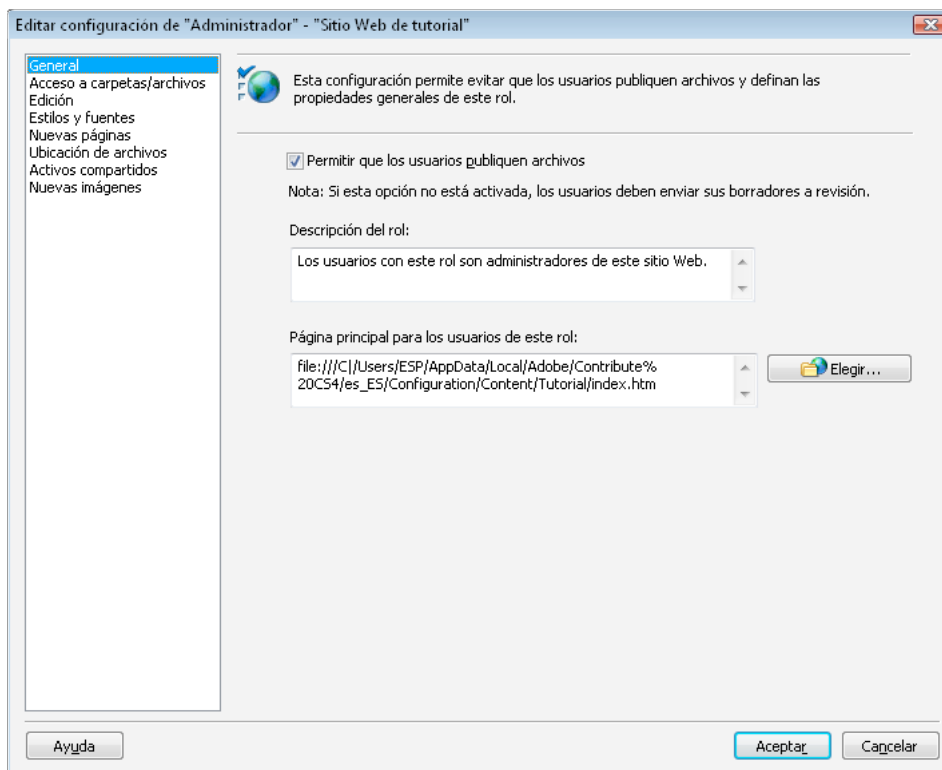 Editar configuración de "Administrador" - "Sitio Web de tutorial"
General
Acceso a carpetas/archivos
Edición
Estilos y fuentes
Nuevas páginas
Ubicación de archivos
Activos compartidos
Nuevas imágenes
Esta configuración permite evitar que los usuarios publiquen archivos y definan las
propiedades generales de este rol.
Permitir que los usuarios publiquen archivos
Nota: Si esta opción no está activada, los usuarios deben enviar sus borradores a revisión.
Descripción del rol:
Los usuarios con este rol son administradores de este sitio Web.
Página principal para los usuarios de este rol:
file:///C|/Users/ESP/AppData/Local/Adobe/Contribute%
20CS4/es_ES/Configuration/Content/Tutorial/index.htm
Elegir...
Ayuda
Aceptar
Cancelar